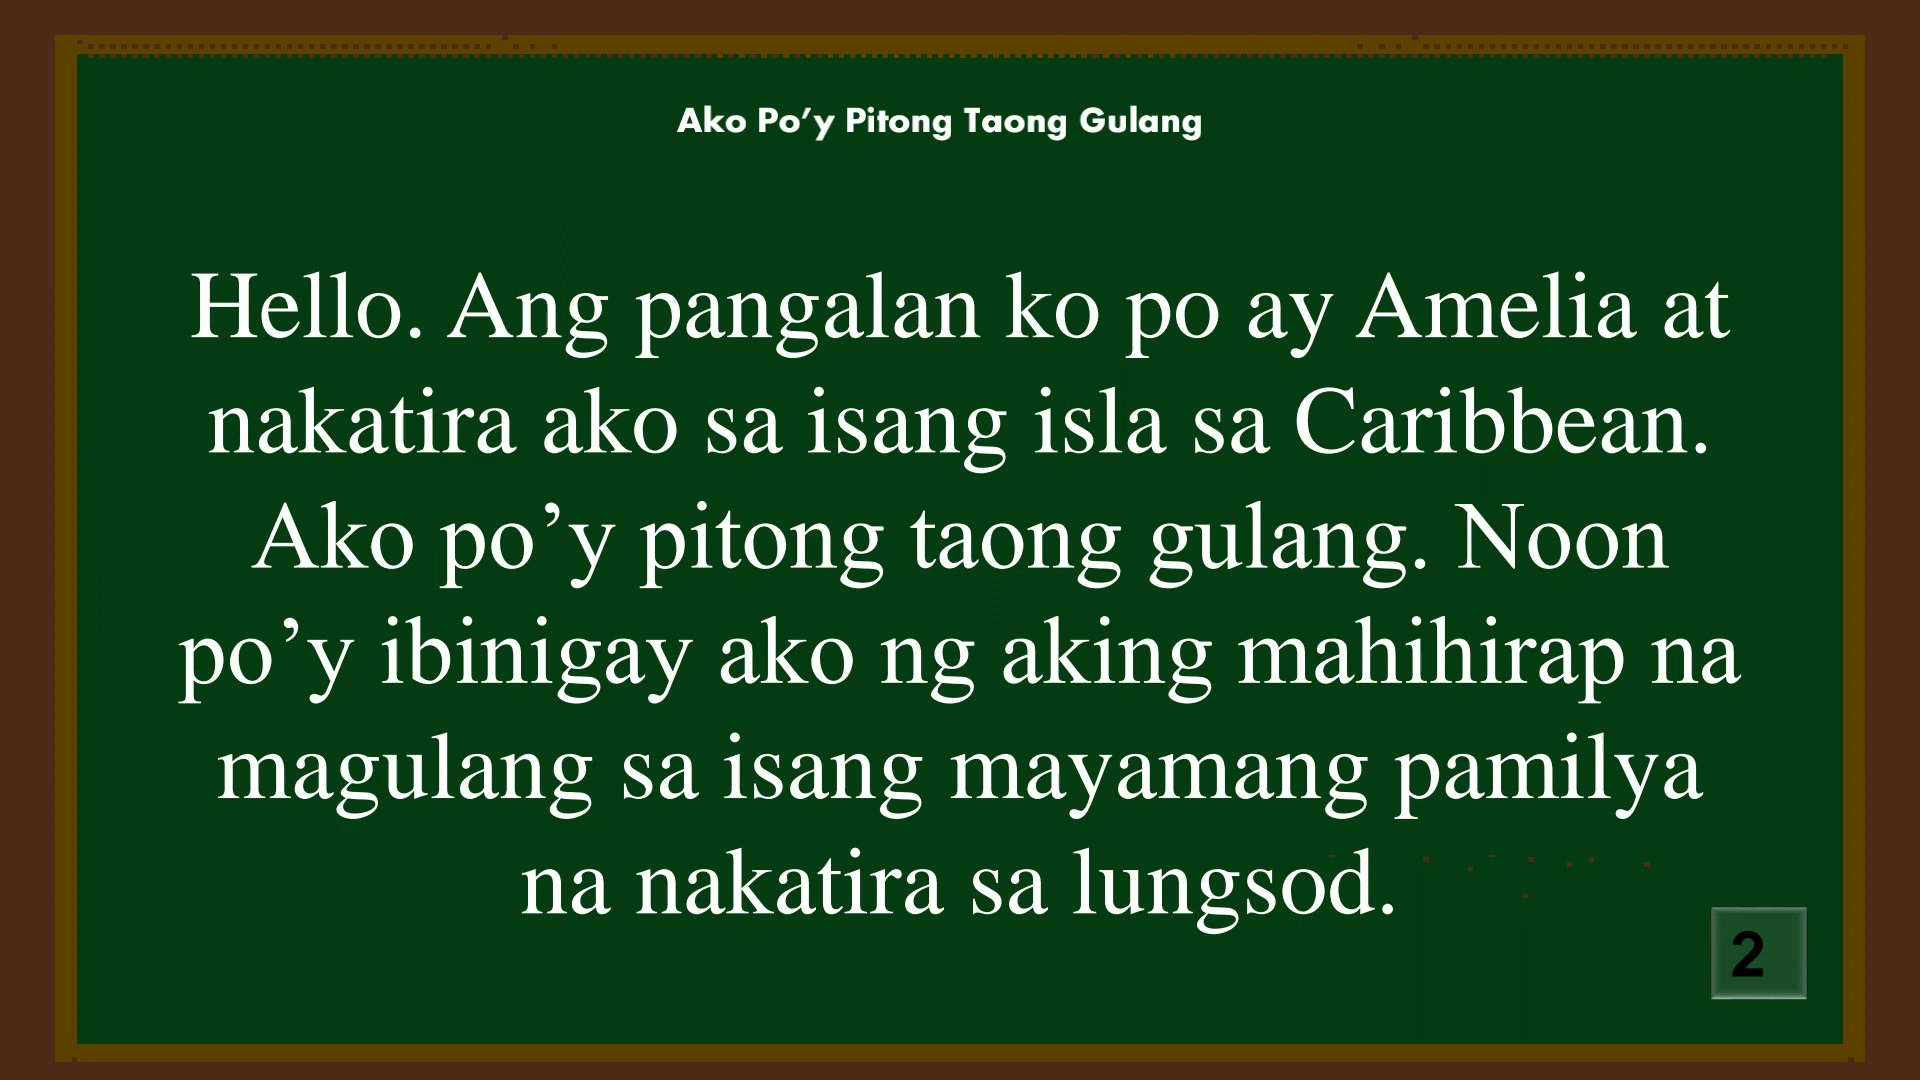 Ako Po’y Pitong Taong Gulang
Hello. Ang pangalan ko po ay Amelia at
nakatira ako sa isang isla sa Caribbean.
Ako po’y pitong taong gulang. Noon
po’y ibinigay ako ng aking mahihirap na
magulang sa isang mayamang pamilya
na nakatira sa lungsod.
2